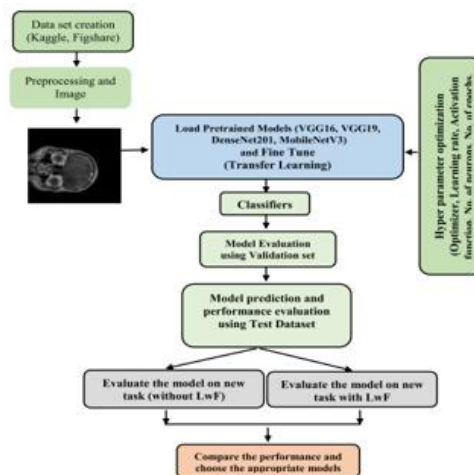 Data set creation
(Kaggle, Figshare)
Preprocessing and
Image
Load Pretrained Models (VGG16, VGG19,
DenseNet201, MobileNetV3)
and Fine Tune
(Transfer Learning)
Hyper parameter optimization
(Optimizer, Learning rate, Activation
function, No. of neurons, No. of epochs,
Classifiers
Model Evaluation
using Validation set
Model prediction and
performance evaluation
using Test Dataset
Evaluate the model on new
task (without LwF)
Evaluate the model on new
task with LwF
Compare the performance and
choose the appropriate models